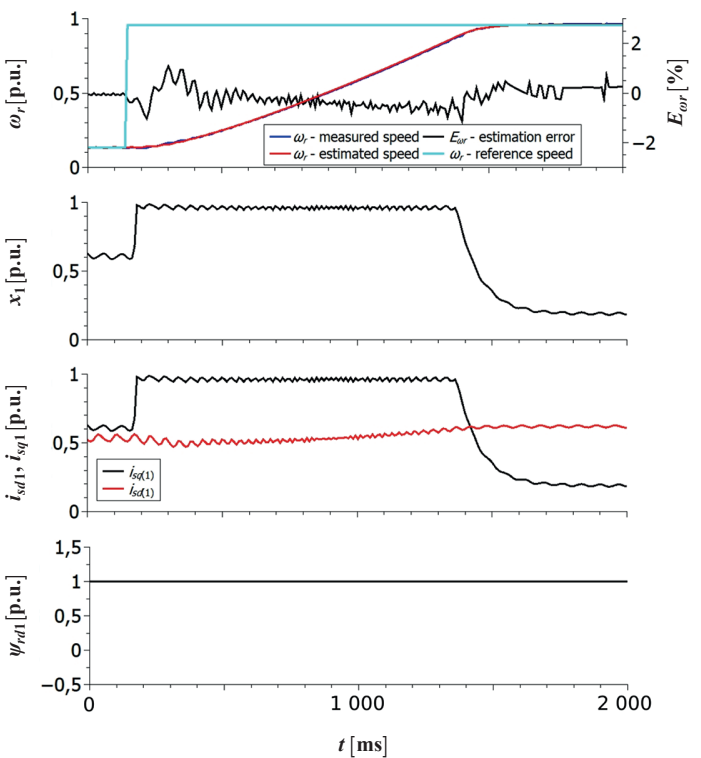 1
0,5
0
ωr [p.u.]
2
0
−2
Eωr [%]
ωr - measured speed
Eωr - estimation error
ωr - estimated speed
ωr - reference speed
1
0,5
0
x1 [p.u.]
1
0,5
0
isd1, isq1 [p.u.]
isq(1)
isd(1)
1,5
1
0,5
0
−0,5
ψrd1[p.u.]
0
1 000
2 000
t [ms]